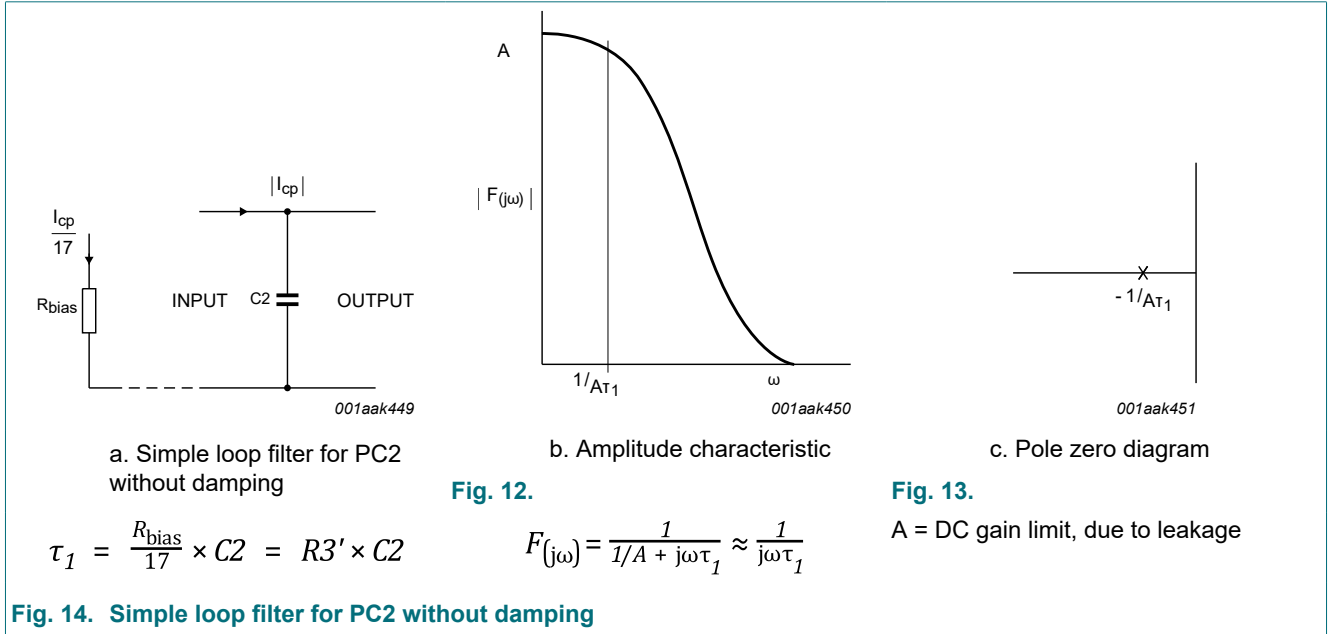 |Icp|
Icp
17
Rbias
INPUT C2 OUTPUT
001aak449
a. Simple loop filter for PC2
without damping
τ1 = Rbias/17 × C2 = R3' × C2
A
| F(jω) |
1/Aτ1
ω
001aak450
b. Amplitude characteristic
Fig. 12.
F(jω) = 1/(1/A + jωτ1) ≈ 1/jωτ1
- 1/Aτ1
001aak451
c. Pole zero diagram
Fig. 13.
A = DC gain limit, due to leakage
Fig. 14. Simple loop filter for PC2 without damping